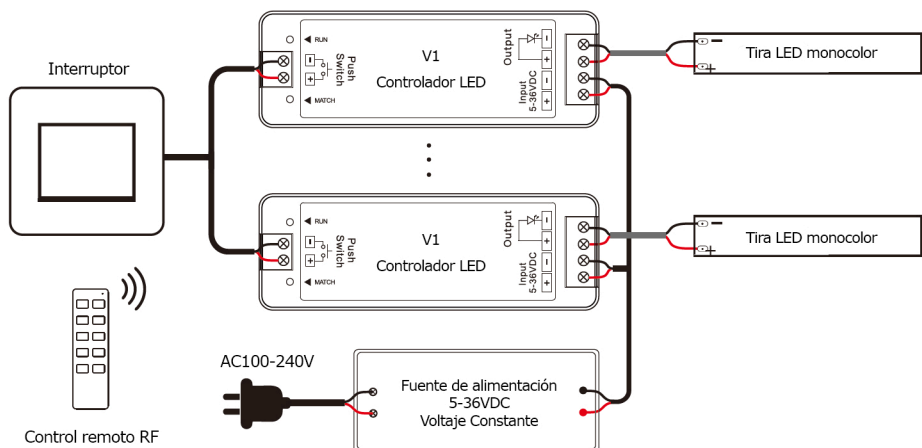 Interruptor
RUN
Push
Switch
MATCH
V1
Controlador LED
Output
Input
5-36VDC
Tira LED monocolor
RUN
Push
Switch
MATCH
V1
Controlador LED
Output
Input
5-36VDC
Tira LED monocolor
Control remoto RF
AC100-240V
Fuente de alimentación
5-36VDC
Voltaje Constante